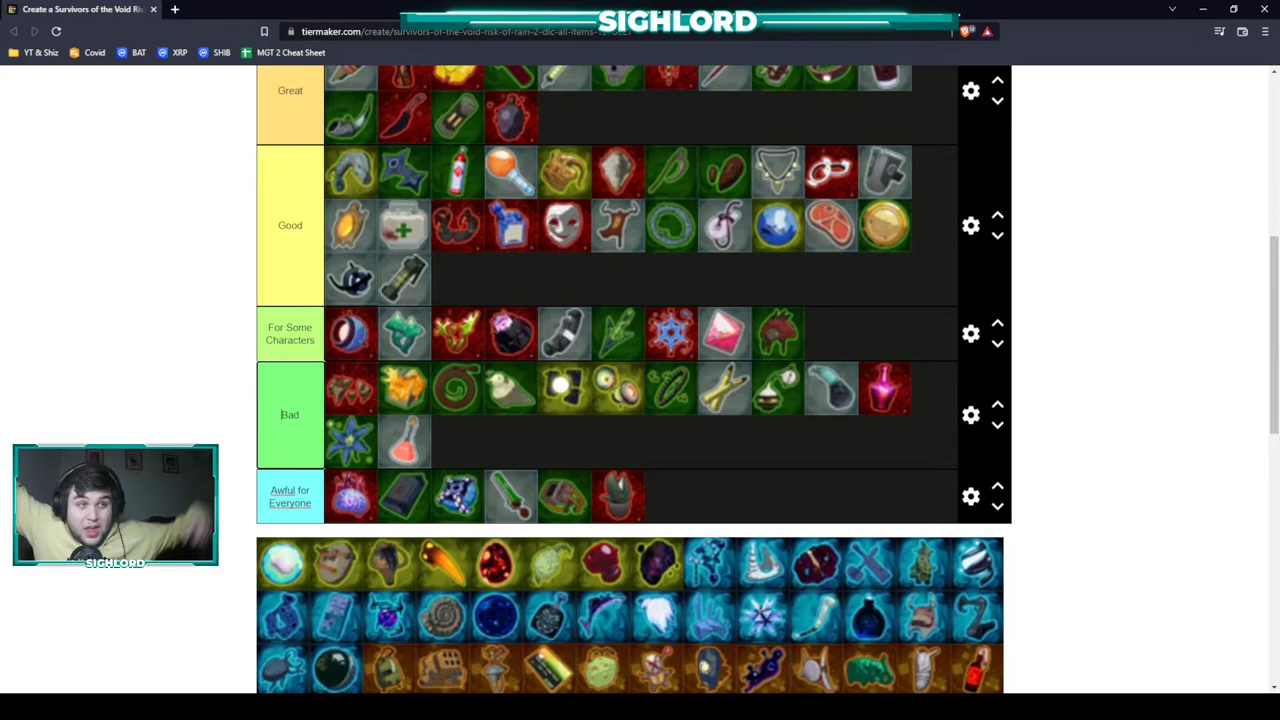 Create a Survivors of the Void Ris
SIGHLORD
tiermaker.com/create/survivors-of-the-void-risk-of-rain-2-dlc-all-items
YT & Shiz
Covid
BAT
XRP
SHIB
MGT 2 Cheat Sheet
Great
Good
For Some
Characters
Bad
Awful for
Everyone
SIGHLORD